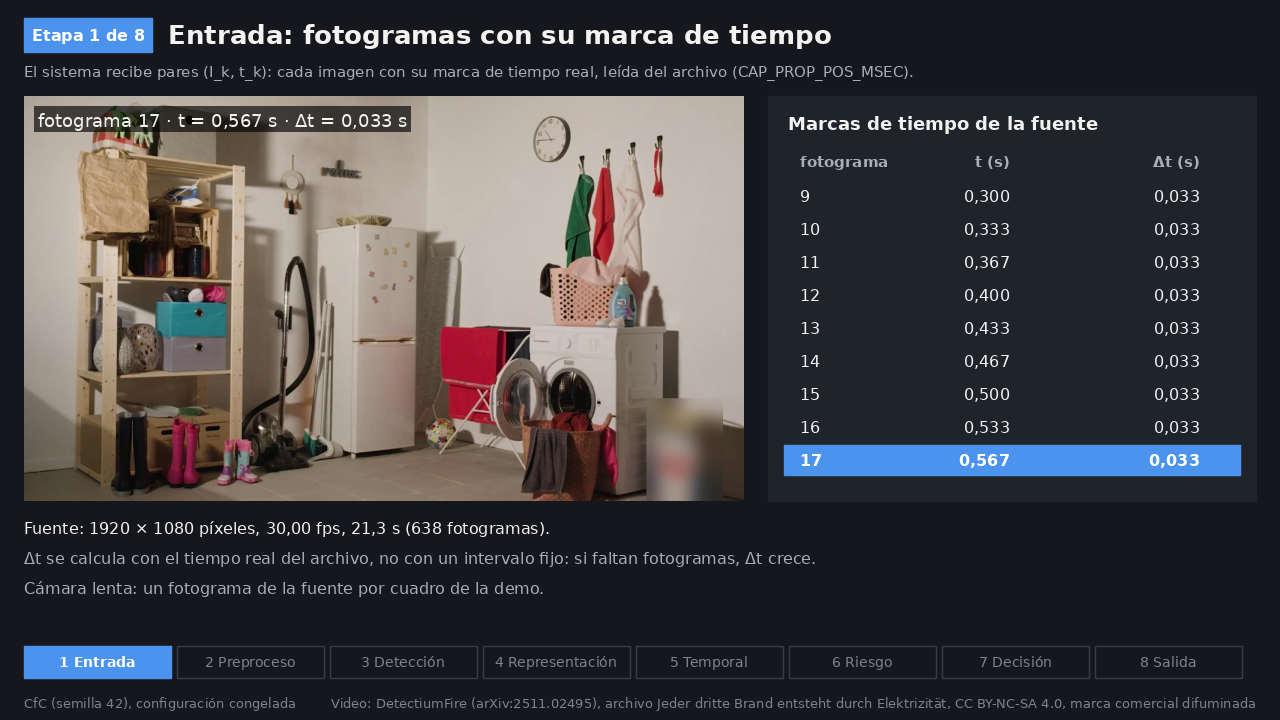 Etapa 1 de 8
Entrada: fotogramas con su marca de tiempo
El sistema recibe pares (I_k, t_k): cada imagen con su marca de tiempo real, leída del archivo (CAP_PROP_POS_MSEC).
fotograma 17 · t = 0,567 s · Δt = 0,033 s
Marcas de tiempo de la fuente
fotograma t (s) Δt (s)
9 0,300 0,033
10 0,333 0,033
11 0,367 0,033
12 0,400 0,033
13 0,433 0,033
14 0,467 0,033
15 0,500 0,033
16 0,533 0,033
17 0,567 0,033
Fuente: 1920 × 1080 píxeles, 30,00 fps, 21,3 s (638 fotogramas).
Δt se calcula con el tiempo real del archivo, no con un intervalo fijo: si faltan fotogramas, Δt crece.
Cámara lenta: un fotograma de la fuente por cuadro de la demo.
1 Entrada
2 Preproceso
3 Detección
4 Representación
5 Temporal
6 Riesgo
7 Decisión
8 Salida
CfC (semilla 42), configuración congelada
Video: DetectiumFire (arXiv:2511.02495), archivo Jeder dritte Brand entsteht durch Elektrizität, CC BY-NC-SA 4.0, marca comercial difuminada